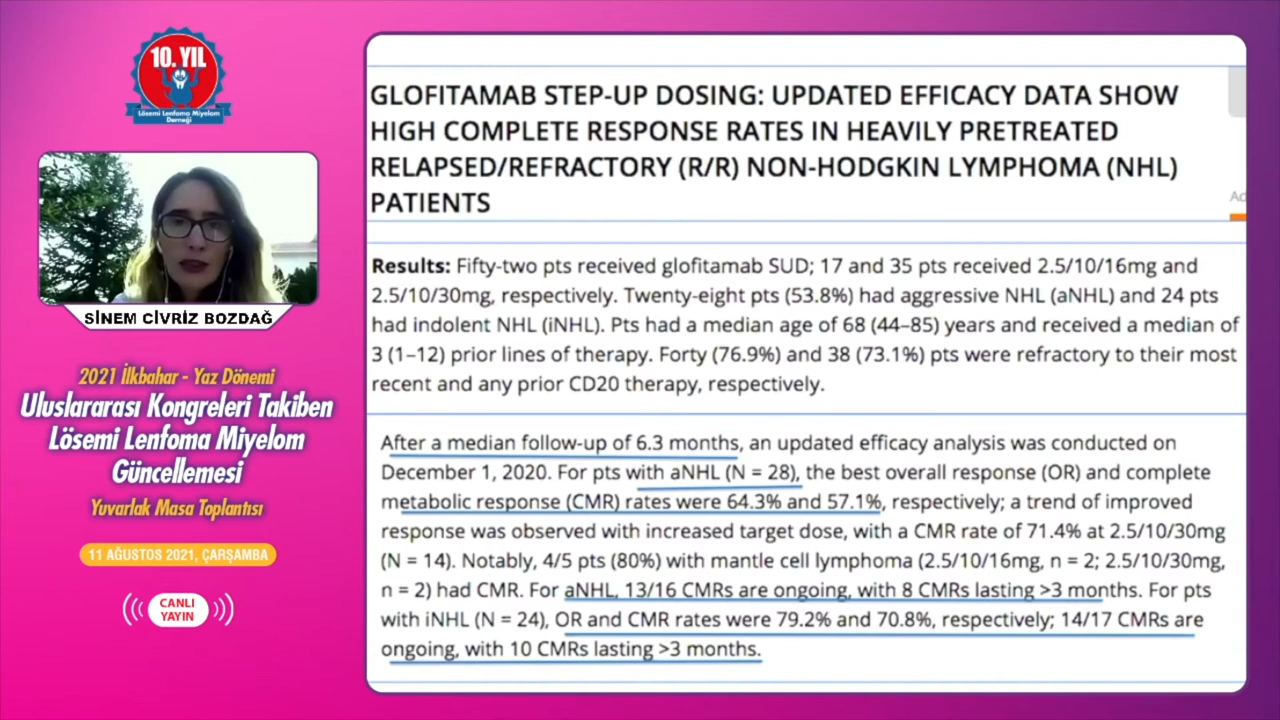 10. YIL
Lösemi Lenfoma Miyelom
Derneği
SİNEM CİVRİZ BOZDAĞ
2021 İlkbahar - Yaz Dönemi
Uluslararası Kongreleri Takiben
Lösemi Lenfoma Miyelom
Güncellemesi
Yuvarlak Masa Toplantısı
11 AĞUSTOS 2021, ÇARŞAMBA
CANLI
YAYIN
GLOFITAMAB STEP-UP DOSING: UPDATED EFFICACY DATA SHOW
HIGH COMPLETE RESPONSE RATES IN HEAVILY PRETREATED
RELAPSED/REFRACTORY (R/R) NON-HODGKIN LYMPHOMA (NHL)
PATIENTS
Results: Fifty-two pts received glofitamab SUD; 17 and 35 pts received 2.5/10/16mg and
2.5/10/30mg, respectively. Twenty-eight pts (53.8%) had aggressive NHL (aNHL) and 24 pts
had indolent NHL (iNHL). Pts had a median age of 68 (44–85) years and received a median of
3 (1–12) prior lines of therapy. Forty (76.9%) and 38 (73.1%) pts were refractory to their most
recent and any prior CD20 therapy, respectively.
After a median follow-up of 6.3 months, an updated efficacy analysis was conducted on
December 1, 2020. For pts with aNHL (N = 28), the best overall response (OR) and complete
metabolic response (CMR) rates were 64.3% and 57.1%, respectively; a trend of improved
response was observed with increased target dose, with a CMR rate of 71.4% at 2.5/10/30mg
(N = 14). Notably, 4/5 pts (80%) with mantle cell lymphoma (2.5/10/16mg, n = 2; 2.5/10/30mg,
n = 2) had CMR. For aNHL, 13/16 CMRs are ongoing, with 8 CMRs lasting >3 months. For pts
with iNHL (N = 24), OR and CMR rates were 79.2% and 70.8%, respectively; 14/17 CMRs are
ongoing, with 10 CMRs lasting >3 months.